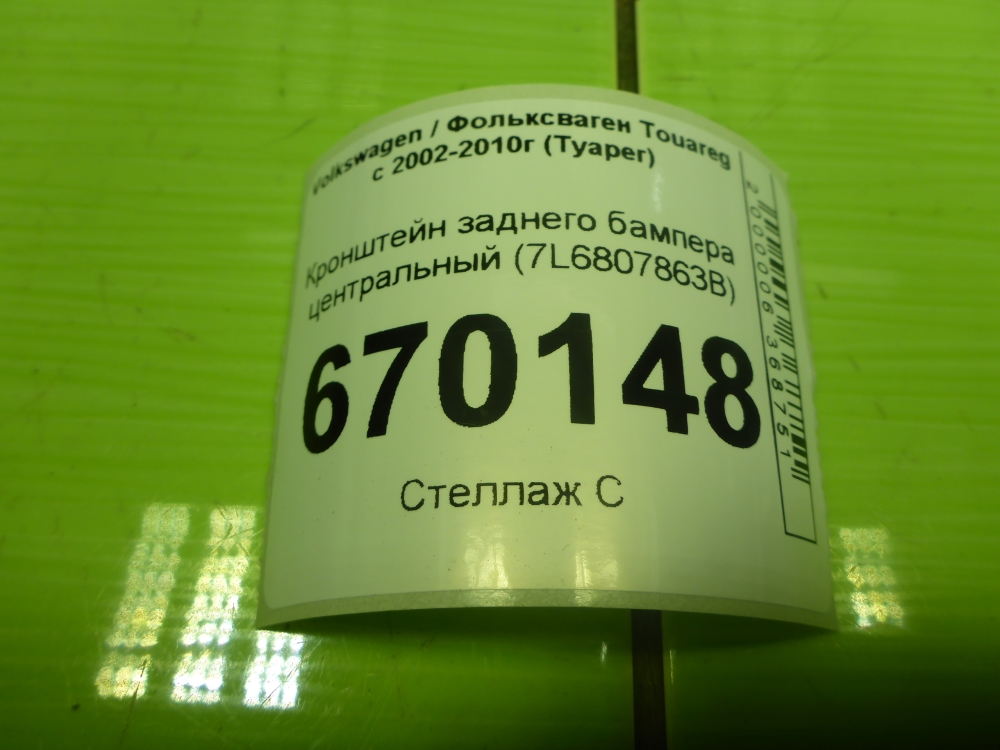 Volkswagen / Фольксваген Touareg
с 2002-2010г (Туарег)
Кронштейн заднего бампера
центральный (7L6807863B)
670148
Стеллаж С
2000006368751